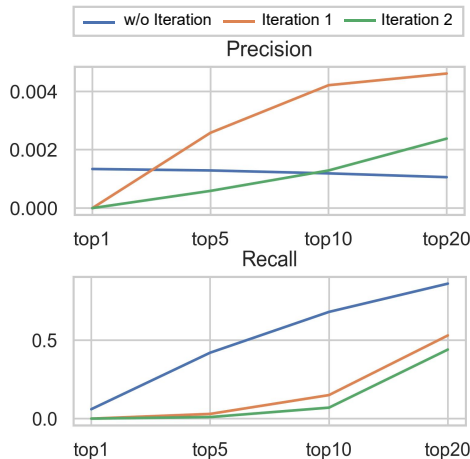 w/o Iteration Iteration 1 Iteration 2
Precision
0.004
0.002
0.000
top1 top5 top10 top20
Recall
0.5
0.0
top1 top5 top10 top20